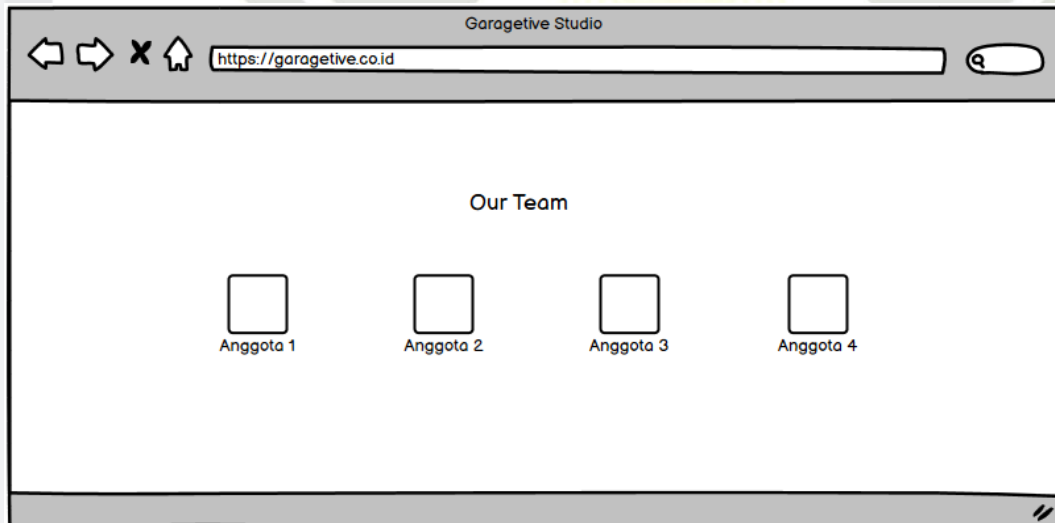 Garagetive Studio
https://garagetive.co.id
Our Team
Anggota 1
Anggota 2
Anggota 3
Anggota 4